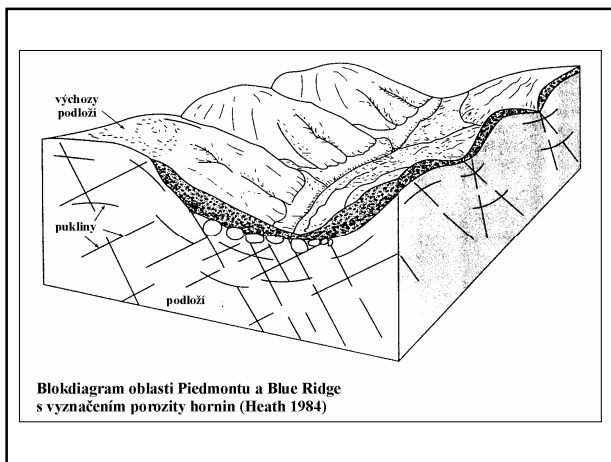 výchozy
podloží
pukliny
podloží
Blokdiagram oblasti Piedmontu a Blue Ridge
s vyznačením porozity hornin (Heath 1984)